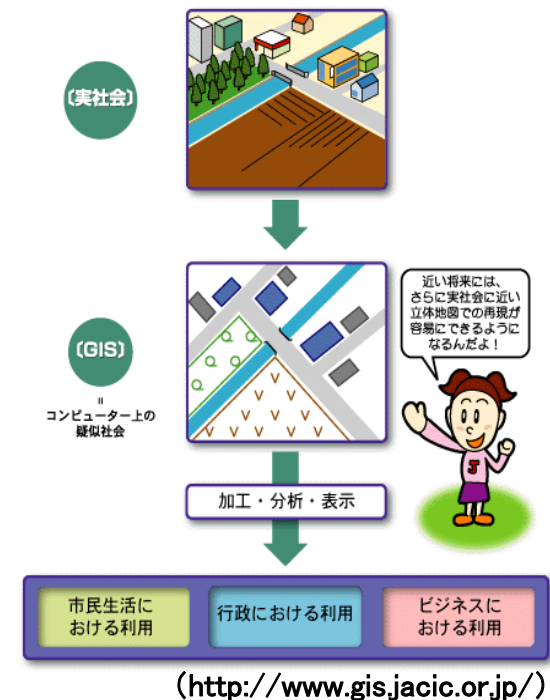 〔実社会〕
近い将来には、
さらに実社会に近い
立体地図での再現が
容易にできるように
なるんだよ！
〔GIS〕
＝
コンピューター上の
疑似社会
J
加工・分析・表示
市民生活に
おける利用
行政における利用
ビジネスに
おける利用
(http://www.gis.jacic.or.jp/)